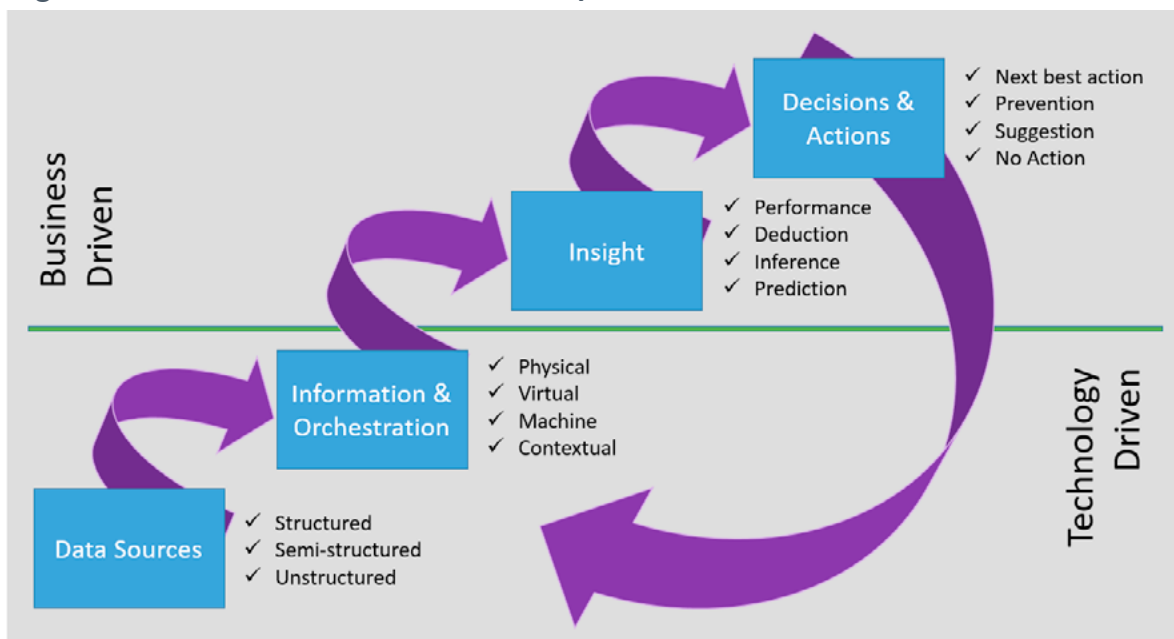 Decisions &
Actions
✓ Next best action
✓ Prevention
✓ Suggestion
✓ No Action
Business
Driven
Insight
✓ Performance
✓ Deduction
✓ Inference
✓ Prediction
Information &
Orchestration
✓ Physical
✓ Virtual
✓ Machine
✓ Contextual
Technology
Driven
Data Sources
✓ Structured
✓ Semi-structured
✓ Unstructured